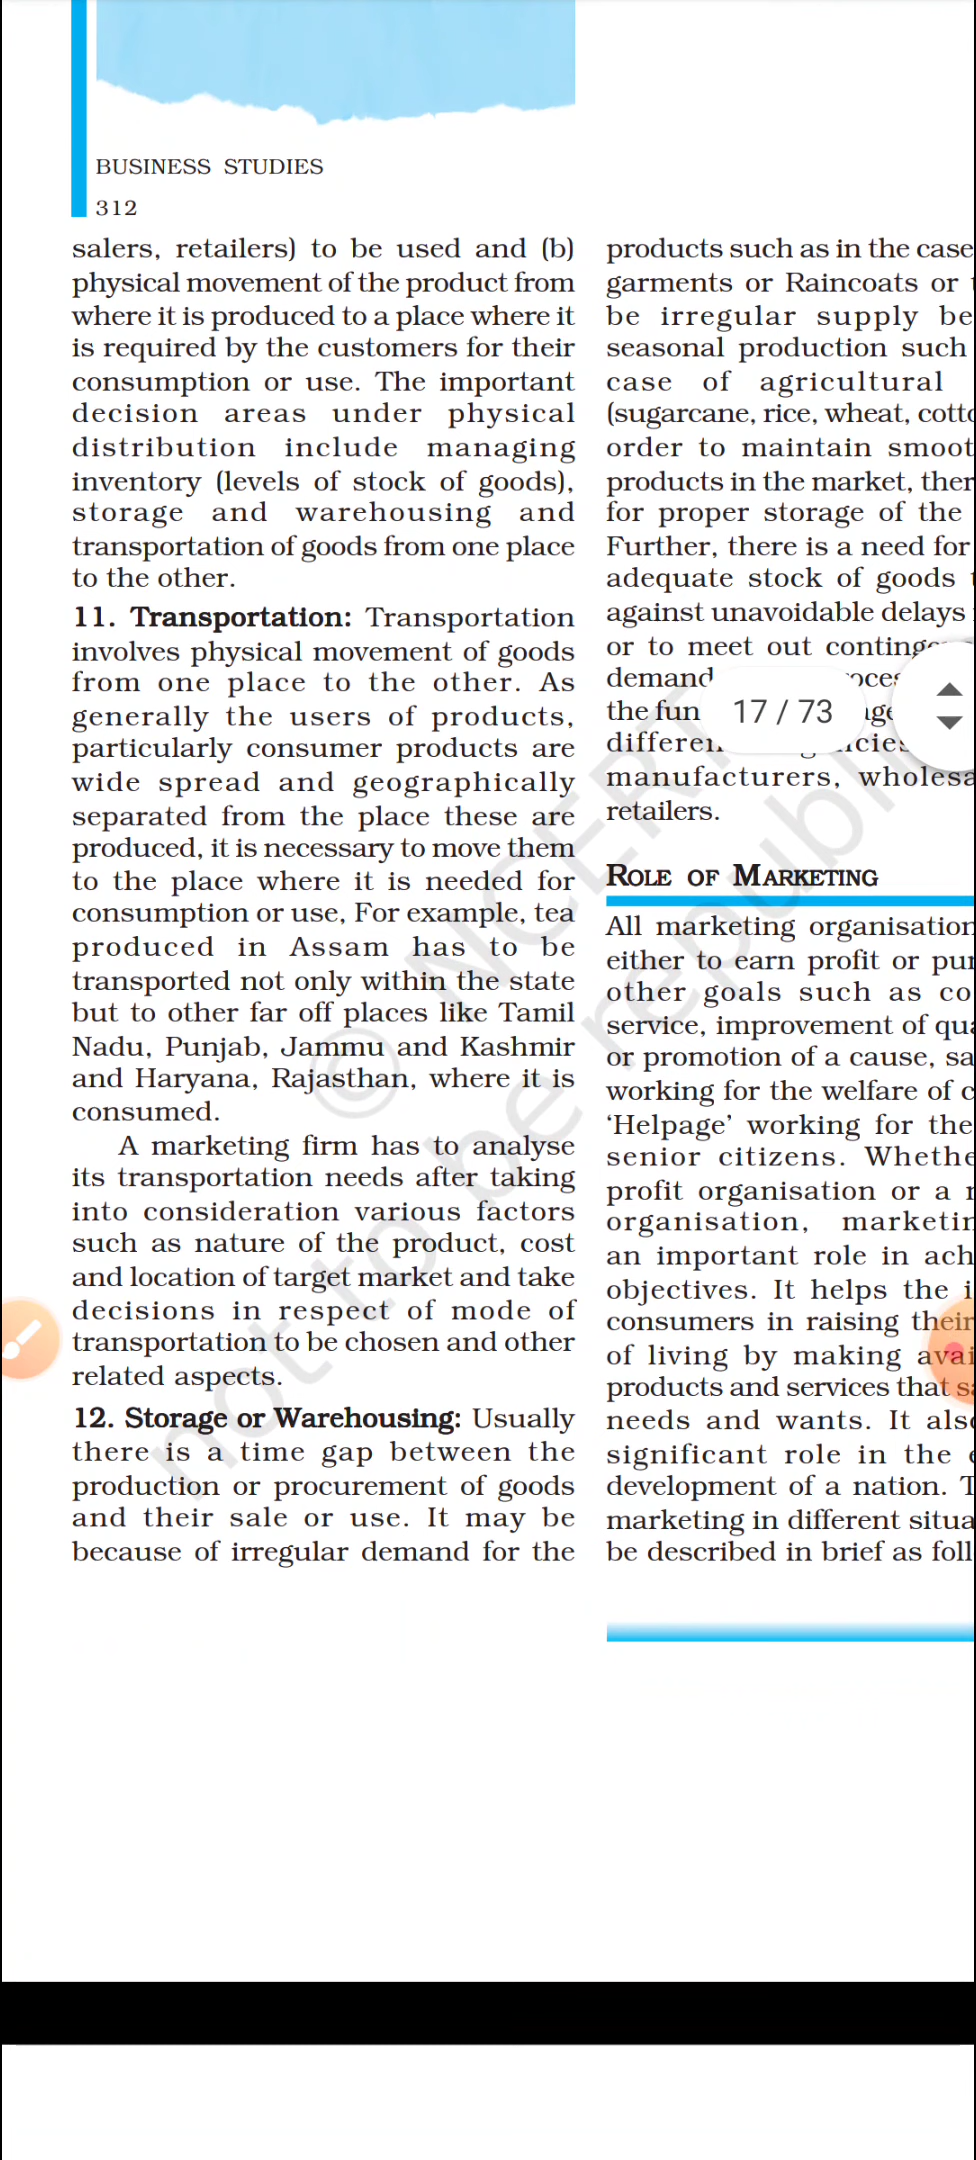 BUSINESS STUDIES
312
salers, retailers) to be used and (b)
physical movement of the product from
where it is produced to a place where it
is required by the customers for their
consumption or use. The important
decision areas under physical
distribution include managing
inventory (levels of stock of goods),
storage and warehousing and
transportation of goods from one place
to the other.
11. Transportation: Transportation
involves physical movement of goods
from one place to the other. As
generally the users of products,
particularly consumer products are
wide spread and geographically
separated from the place these are
produced, it is necessary to move them
to the place where it is needed for
consumption or use, For example, tea
produced in Assam has to be
transported not only within the state
but to other far off places like Tamil
Nadu, Punjab, Jammu and Kashmir
and Haryana, Rajasthan, where it is
consumed.
A marketing firm has to analyse
its transportation needs after taking
into consideration various factors
such as nature of the product, cost
and location of target market and take
decisions in respect of mode of
transportation to be chosen and other
related aspects.
12. Storage or Warehousing: Usually
there is a time gap between the
production or procurement of goods
and their sale or use. It may be
because of irregular demand for the
products such as in the case
garments or Raincoats or
be irregular supply be
seasonal production such
case of agricultural
(sugarcane, rice, wheat,
order to maintain
products in the market,
for proper storage of the
Further, there is a need for
adequate stock of goods
against unavoidable delays
or to meet out
demand
the
17 / 73
manufacturers,
retailers.
ROLE OF MARKETING
All marketing
either to earn profit or
other goals such as
service, improvement of
or promotion of a cause,
working for the welfare of
‘Helpage’ working for the
senior citizens.
profit organisation or a
organisation,
an important role in
objectives. It helps the
consumers in raising their
of living by making
products and services that
needs and wants. It
significant role in the
development of a nation.
marketing in different
be described in brief as
© NCERT
not to be